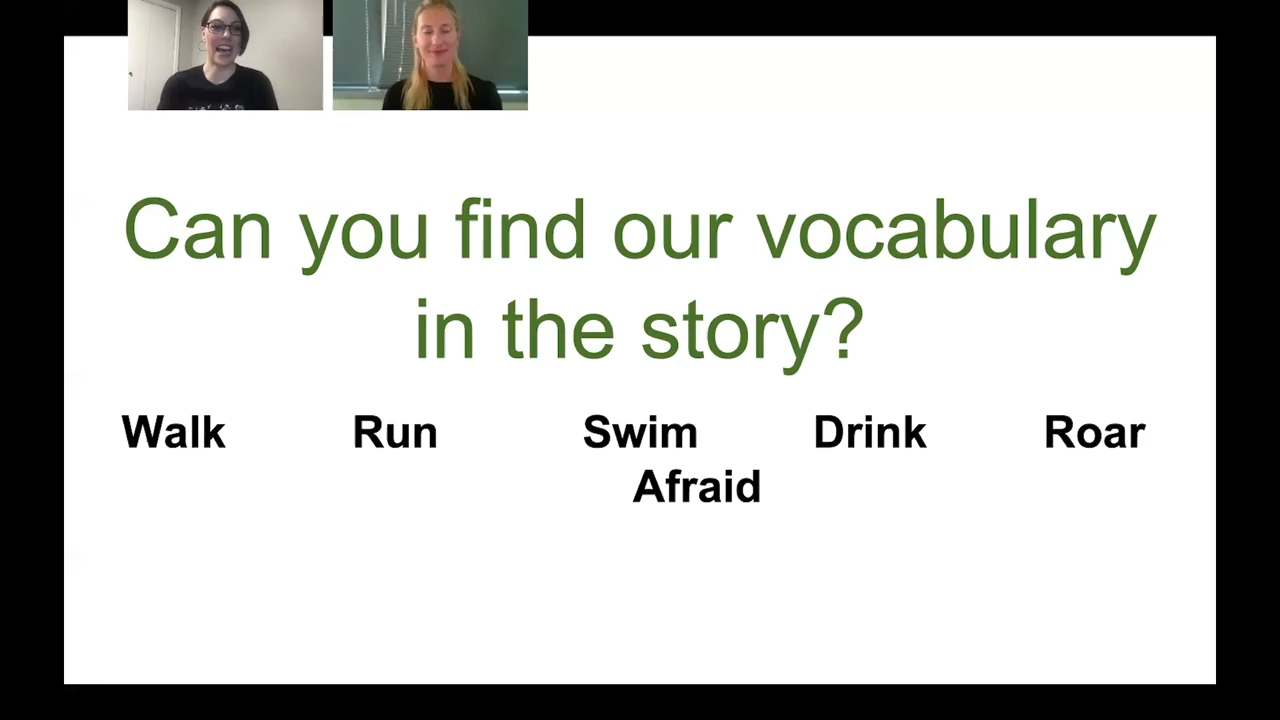 Can you find our vocabulary
in the story?
Walk Run Swim Drink Roar
Afraid